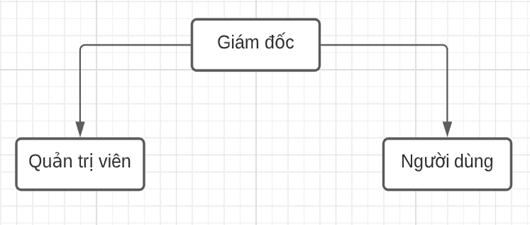 Giám đốc
Quản trị viên
Người dùng